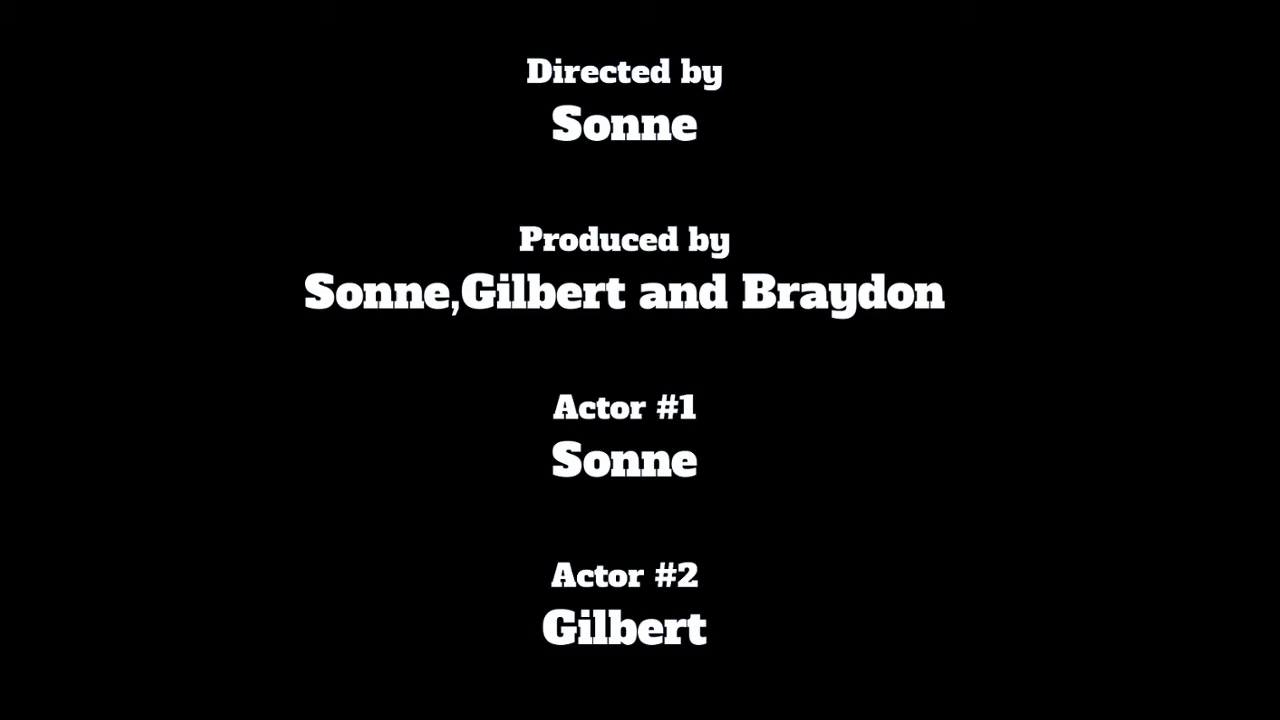 Directed by
Sonne
Produced by
Sonne,Gilbert and Braydon
Actor #1
Sonne
Actor #2
Gilbert